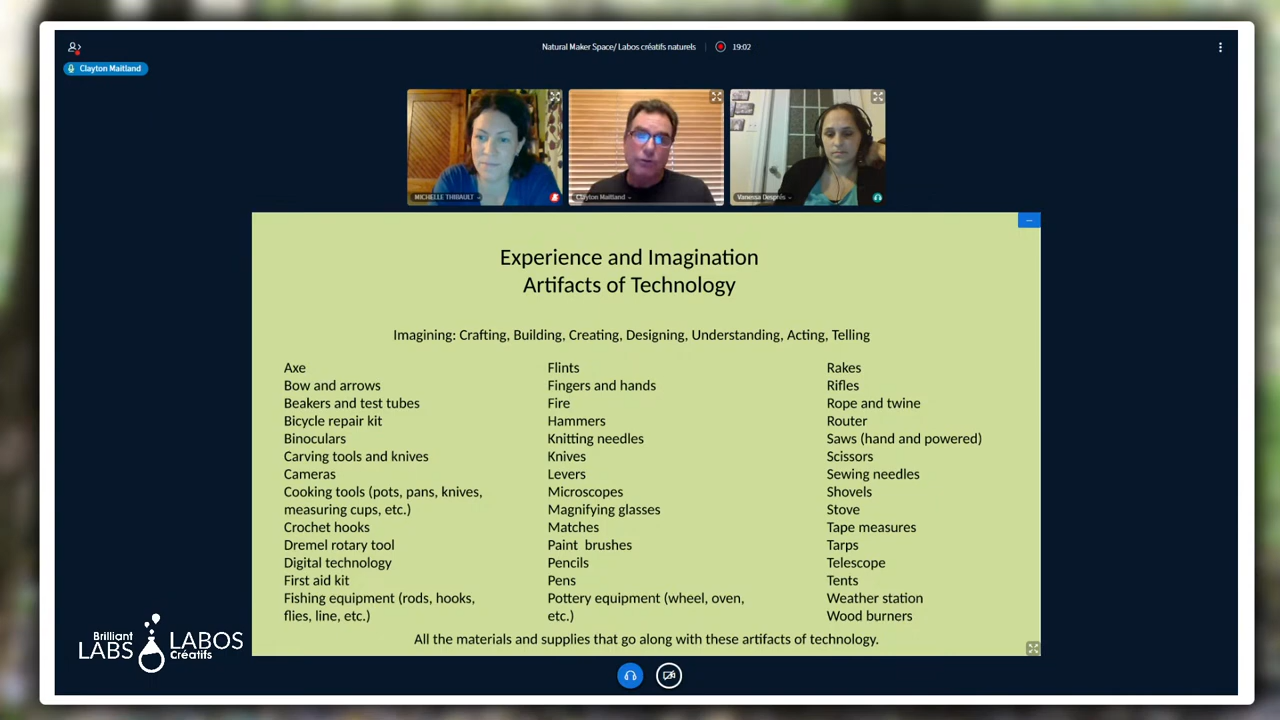 Natural Maker Space/ Labos créatifs naturels
19:02
Clayton Maitland
MICHELLE THIBAULT
Clayton Maitland
Vanessa Després
Experience and Imagination
Artifacts of Technology
Imagining: Crafting, Building, Creating, Designing, Understanding, Acting, Telling
Axe
Bow and arrows
Beakers and test tubes
Bicycle repair kit
Binoculars
Carving tools and knives
Cameras
Cooking tools (pots, pans, knives,
measuring cups, etc.)
Crochet hooks
Dremel rotary tool
Digital technology
First aid kit
Fishing equipment (rods, hooks,
flies, line, etc.)
Flints
Fingers and hands
Fire
Hammers
Knitting needles
Knives
Levers
Microscopes
Magnifying glasses
Matches
Paint  brushes
Pencils
Pens
Pottery equipment (wheel, oven,
etc.)
Rakes
Rifles
Rope and twine
Router
Saws (hand and powered)
Scissors
Sewing needles
Shovels
Stove
Tape measures
Tarps
Telescope
Tents
Weather station
Wood burners
All the materials and supplies that go along with these artifacts of technology.
Brilliant
LABS
LABOS
Créatifs